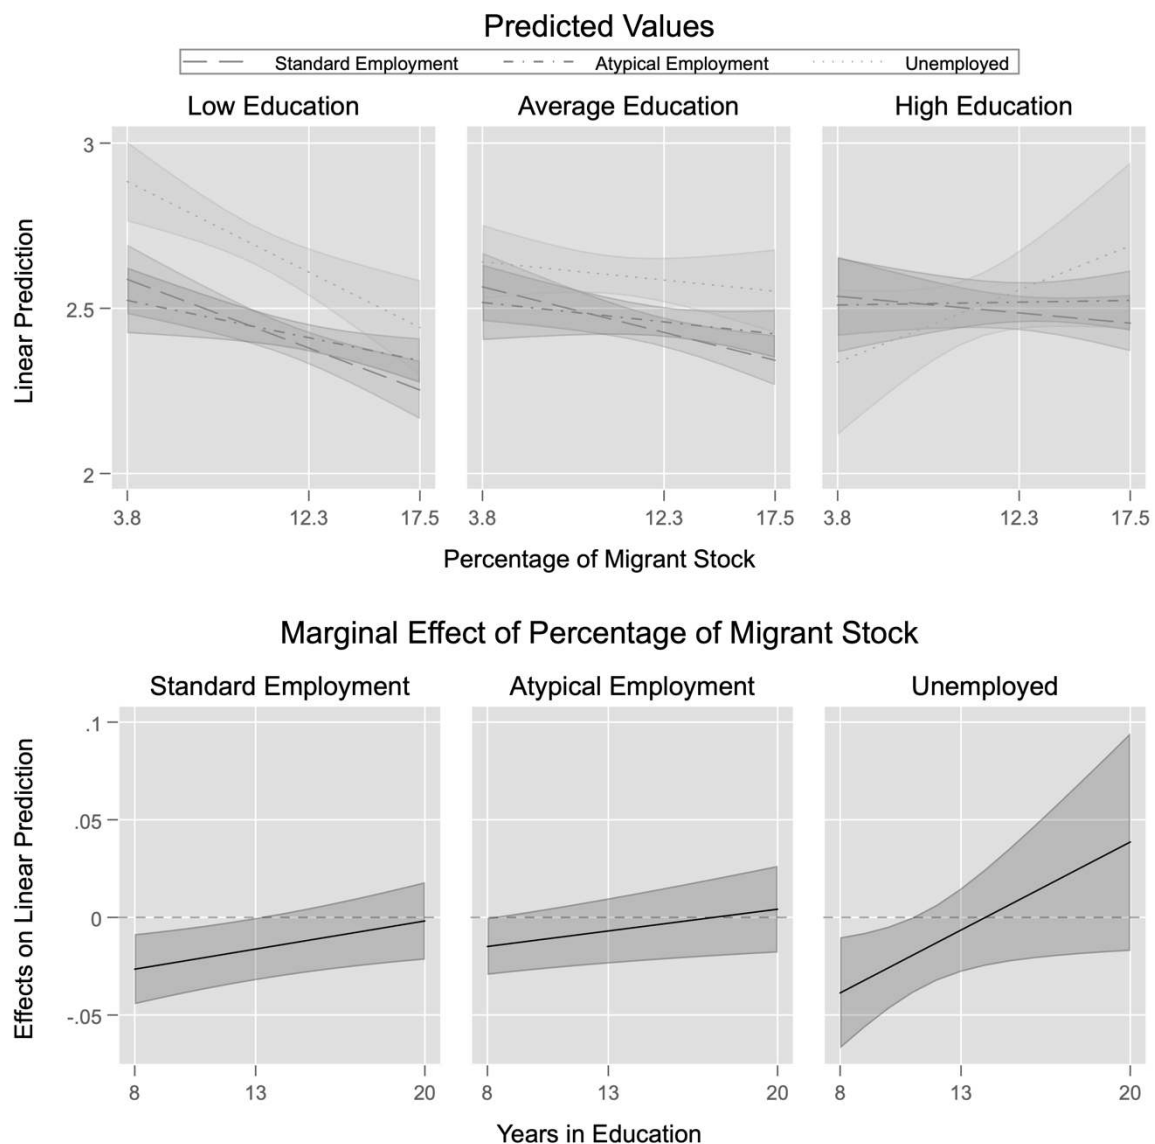 Predicted Values
Standard Employment Atypical Employment Unemployed
Low Education Average Education High Education
Linear Prediction
3
2.5
2
3.8 12.3 17.5 3.8 12.3 17.5 3.8 12.3 17.5
Percentage of Migrant Stock
Marginal Effect of Percentage of Migrant Stock
Standard Employment Atypical Employment Unemployed
Effects on Linear Prediction
.1
.05
0
-.05
8 13 20 8 13 20 8 13 20
Years in Education